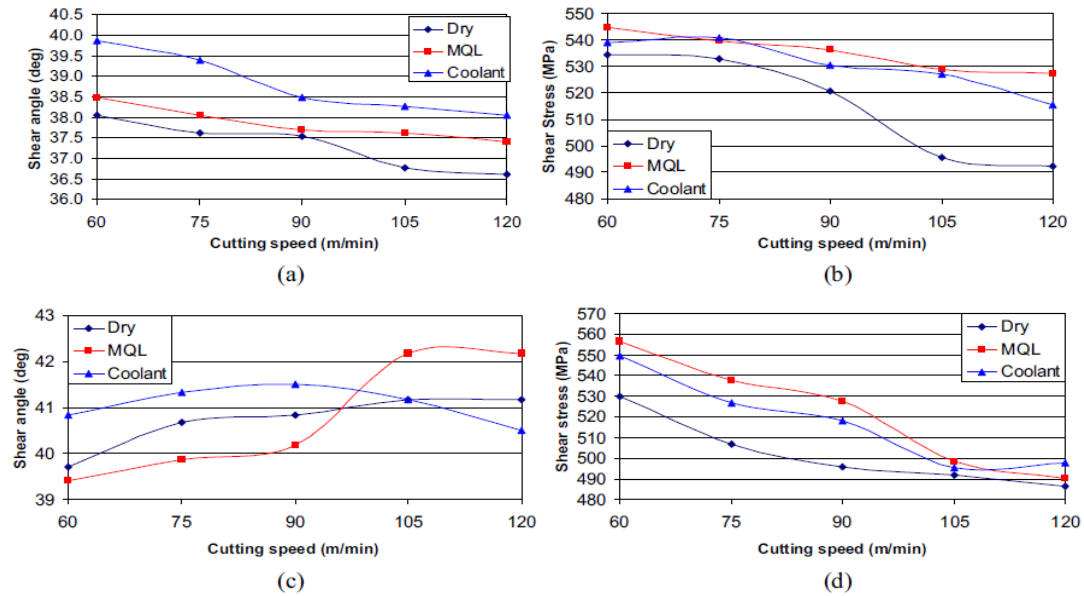 Shear angle (deg)
40.5
40.0
39.5
39.0
38.5
38.0
37.5
37.0
36.5
36.0
60 75 90 105 120
Cutting speed (m/min)
Dry
MQL
Coolant
(a)
Shear Stress (MPa)
550
540
530
520
510
500
490
480
60 75 90 105 120
Cutting speed (m/min)
Dry
MQL
Coolant
(b)
Shear angle (deg)
43
42
41
40
39
60 75 90 105 120
Cutting speed (m/min)
Dry
MQL
Coolant
(c)
Shear stress (MPa)
570
560
550
540
530
520
510
500
490
480
60 75 90 105 120
Cutting speed (m/min)
Dry
MQL
Coolant
(d)